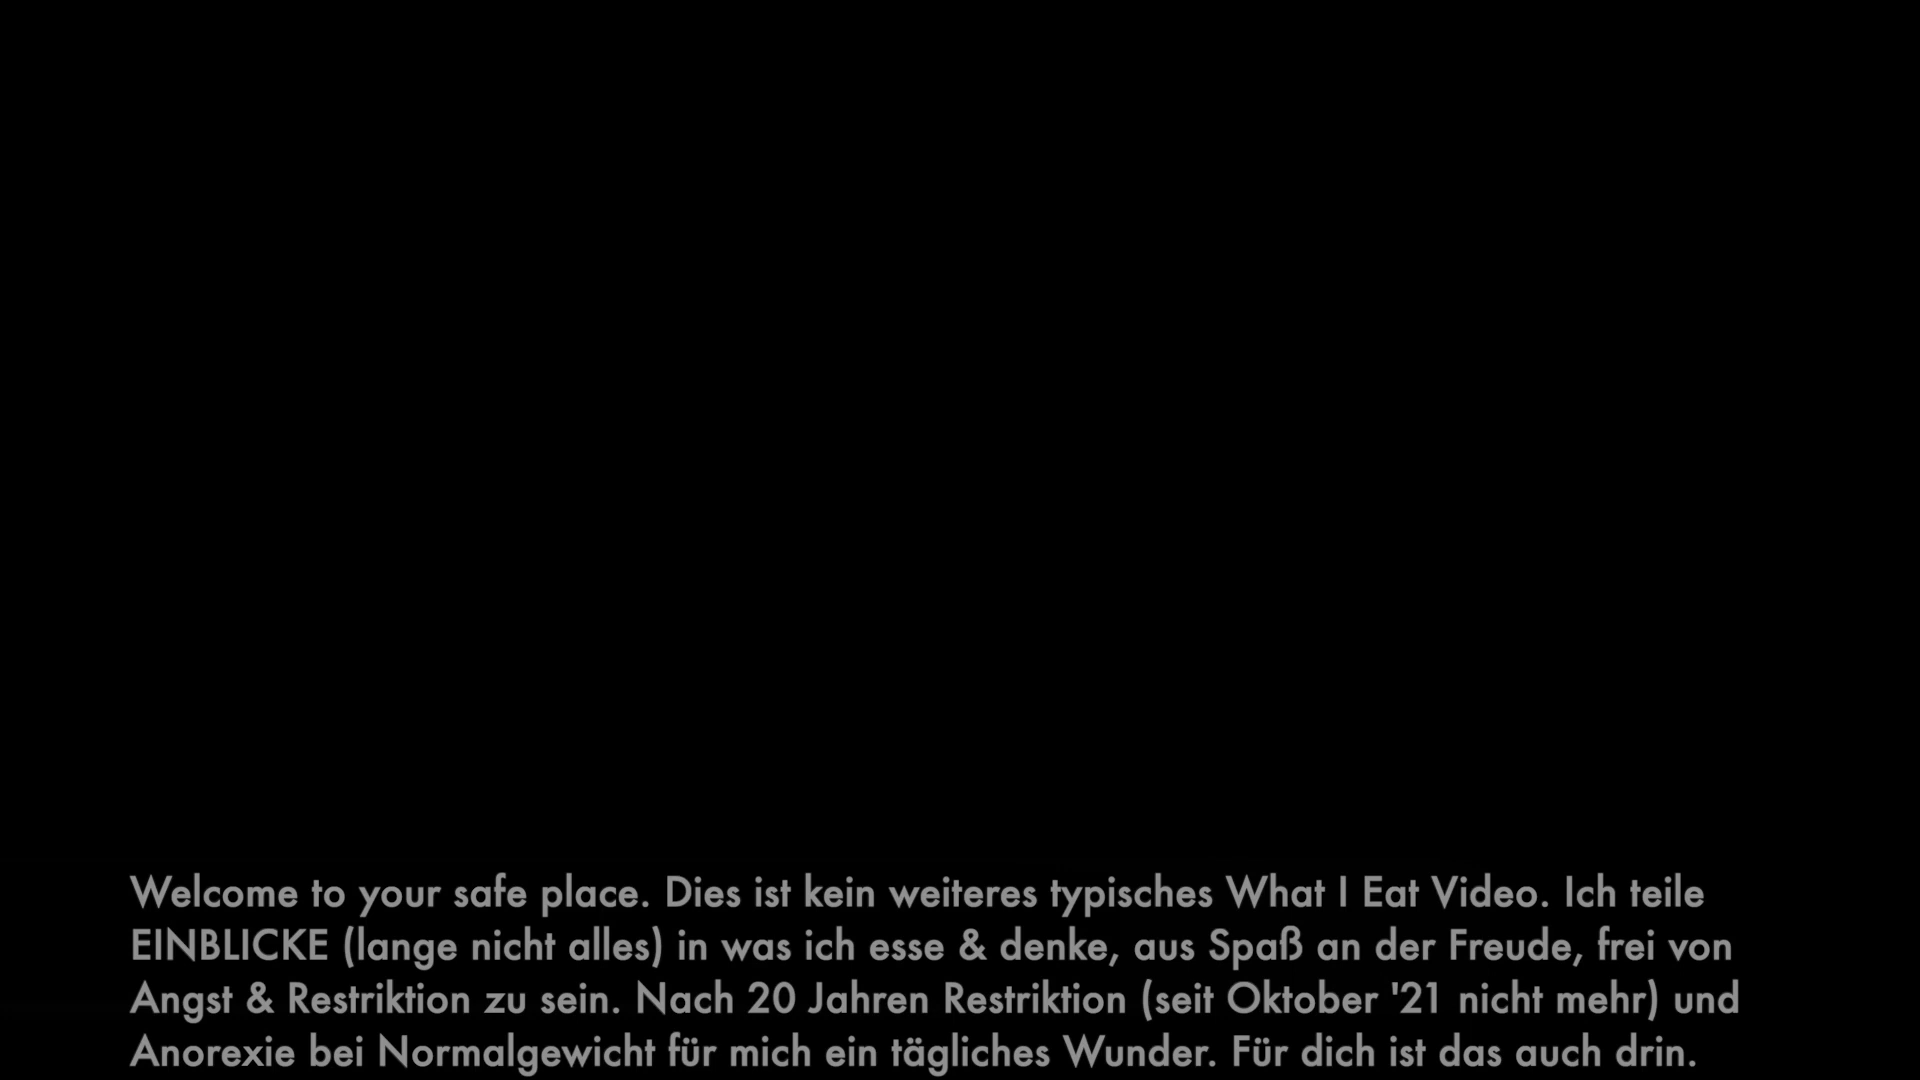 Welcome to your safe place. Dies ist kein weiteres typisches What I Eat Video. Ich teile
EINBLICKE (lange nicht alles) in was ich esse & denke, aus Spaß an der Freude, frei von
Angst & Restriktion zu sein. Nach 20 Jahren Restriktion (seit Oktober '21 nicht mehr) und
Anorexie bei Normalgewicht für mich ein tägliches Wunder. Für dich ist das auch drin.